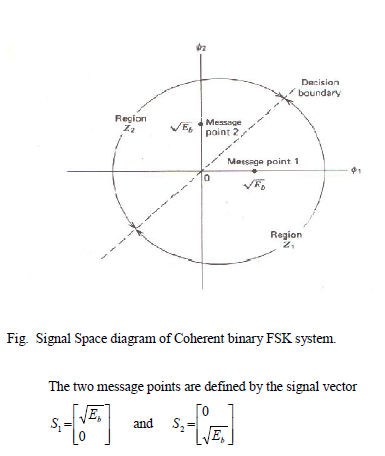 ϕ2
Decision
boundary
Region
Z2
√Eb
Message
point 2
Message point 1
0
ϕ1
√Eb
Region
Z1
Fig. Signal Space diagram of Coherent binary FSK system.
The two message points are defined by the signal vector
S1 = [√Eb 0] and S2 = [0 √Eb]